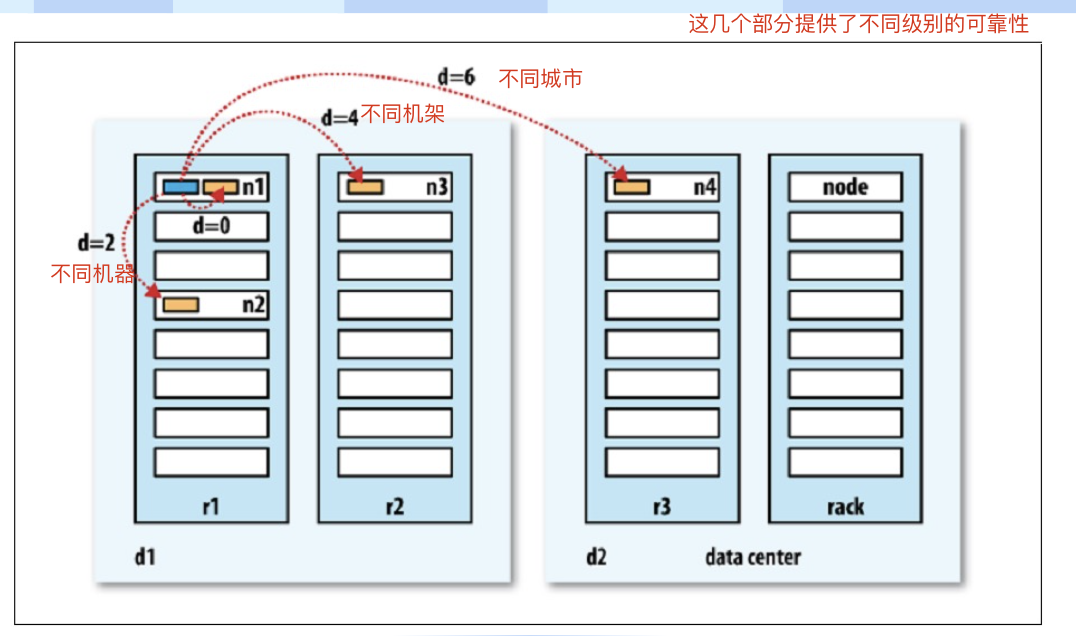 这几个部分提供了不同级别的可靠性
d=6 不同城市
d=4 不同机架
n1
n3
n4
node
d=0
d=2
不同机器
n2
r1
r2
r3
rack
d1
d2
data center